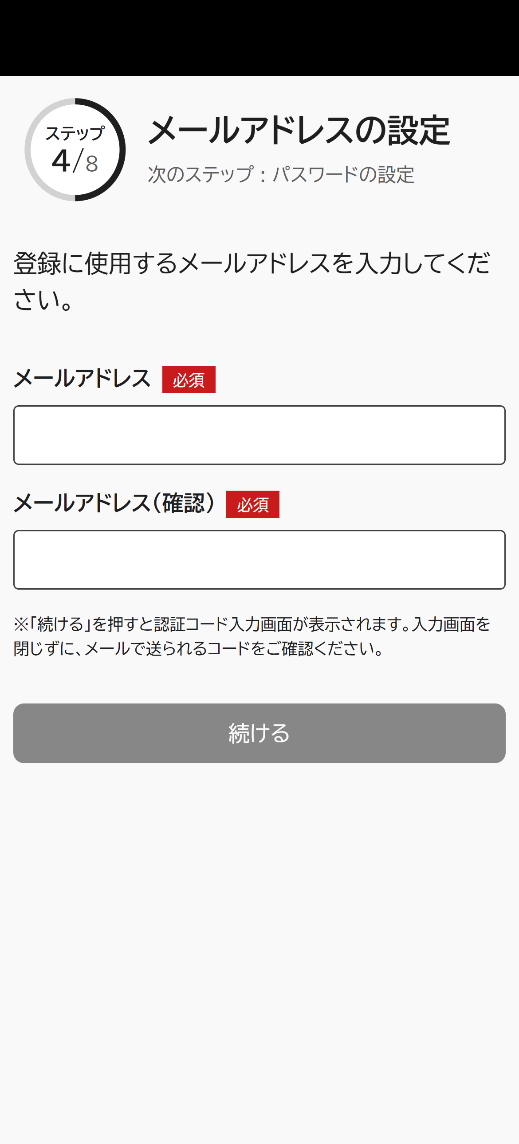 ステップ
4/8
メールアドレスの設定
次のステップ：パスワードの設定
登録に使用するメールアドレスを入力してくだ
さい。
メールアドレス 必須
メールアドレス（確認） 必須
※「続ける」を押すと認証コード入力画面が表示されます。入力画面を
閉じずに、メールで送られるコードをご確認ください。
続ける